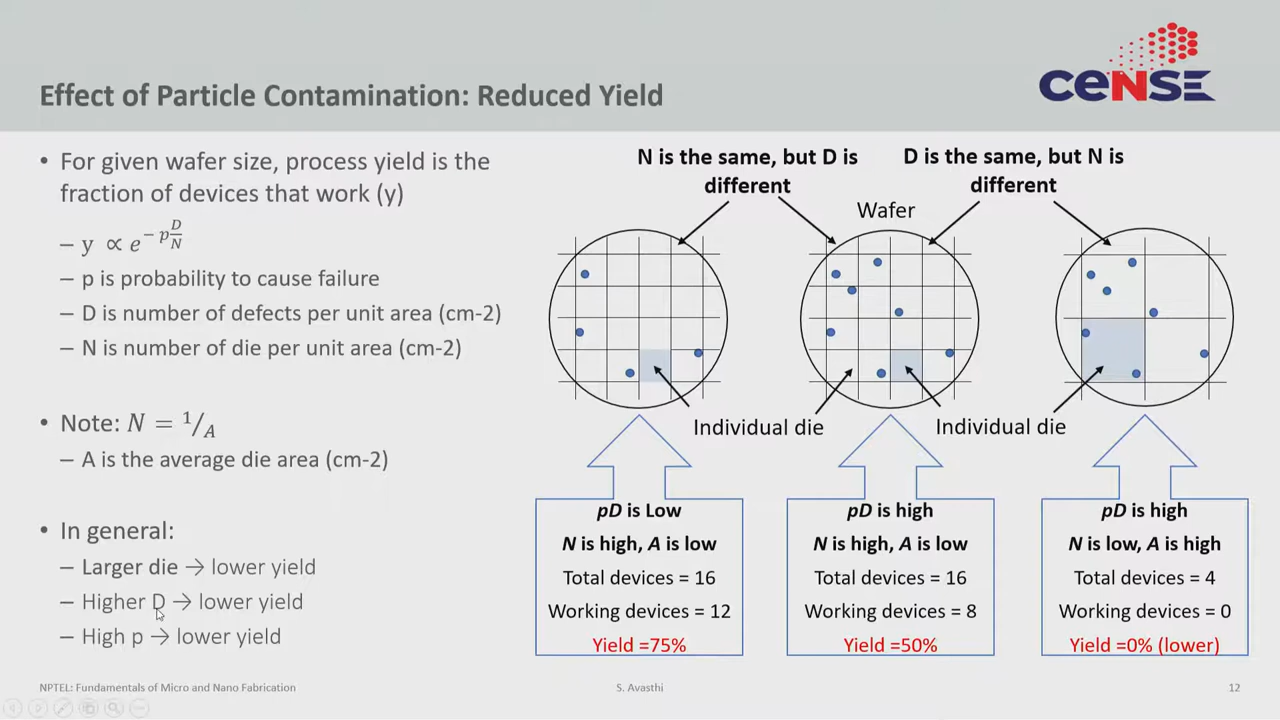 Effect of Particle Contamination: Reduced Yield
CeNSE
• For given wafer size, process yield is the
fraction of devices that work (y)
– y ∝ e^{− p D/N}
– p is probability to cause failure
– D is number of defects per unit area (cm-2)
– N is number of die per unit area (cm-2)
• Note: N = 1/A
– A is the average die area (cm-2)
• In general:
– Larger die → lower yield
– Higher D → lower yield
– High p → lower yield
N is the same, but D is
different
D is the same, but N is
different
Wafer
Individual die
Individual die
pD is Low
N is high, A is low
Total devices = 16
Working devices = 12
Yield =75%
pD is high
N is high, A is low
Total devices = 16
Working devices = 8
Yield =50%
pD is high
N is low, A is high
Total devices = 4
Working devices = 0
Yield =0% (lower)
NPTEL: Fundamentals of Micro and Nano Fabrication
S. Avasthi
12